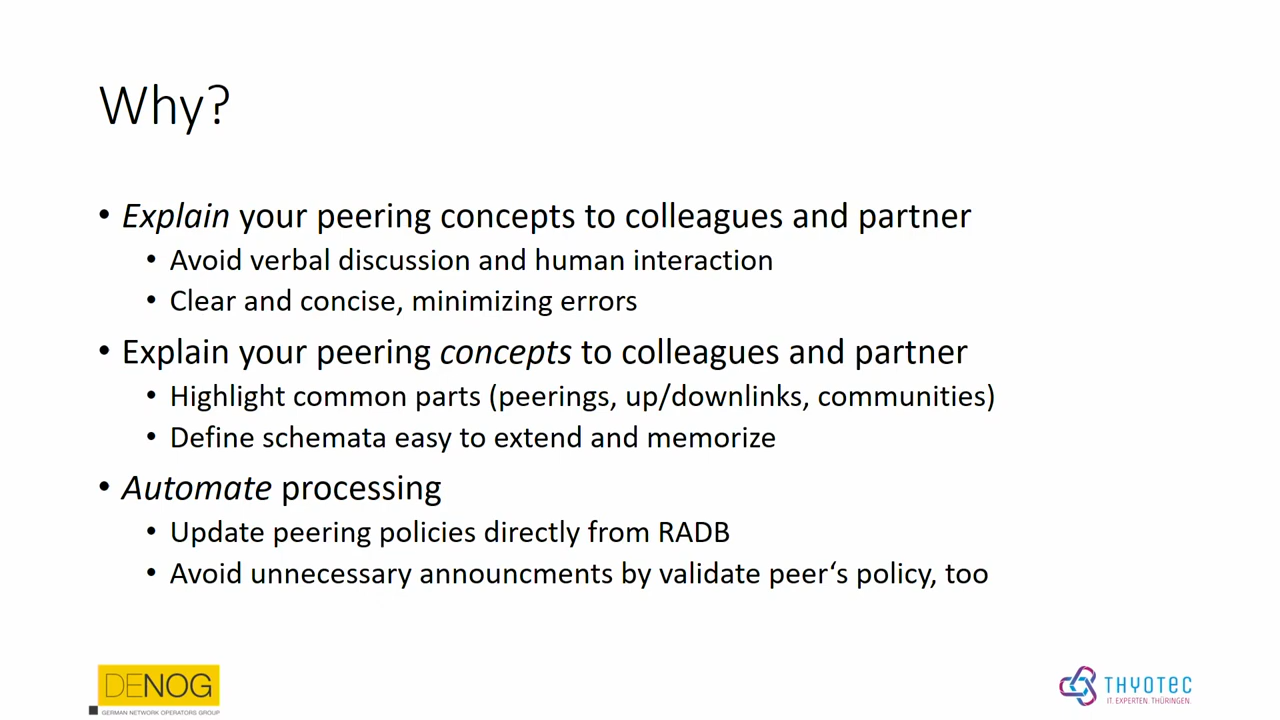 Why?
• Explain your peering concepts to colleagues and partner
• Avoid verbal discussion and human interaction
• Clear and concise, minimizing errors
• Explain your peering concepts to colleagues and partner
• Highlight common parts (peerings, up/downlinks, communities)
• Define schemata easy to extend and memorize
• Automate processing
• Update peering policies directly from RADB
• Avoid unnecessary announcments by validate peer‘s policy, too
DENOG
GERMAN NETWORK OPERATORS GROUP
THYOTEC
IT. EXPERTEN. THÜRINGEN.